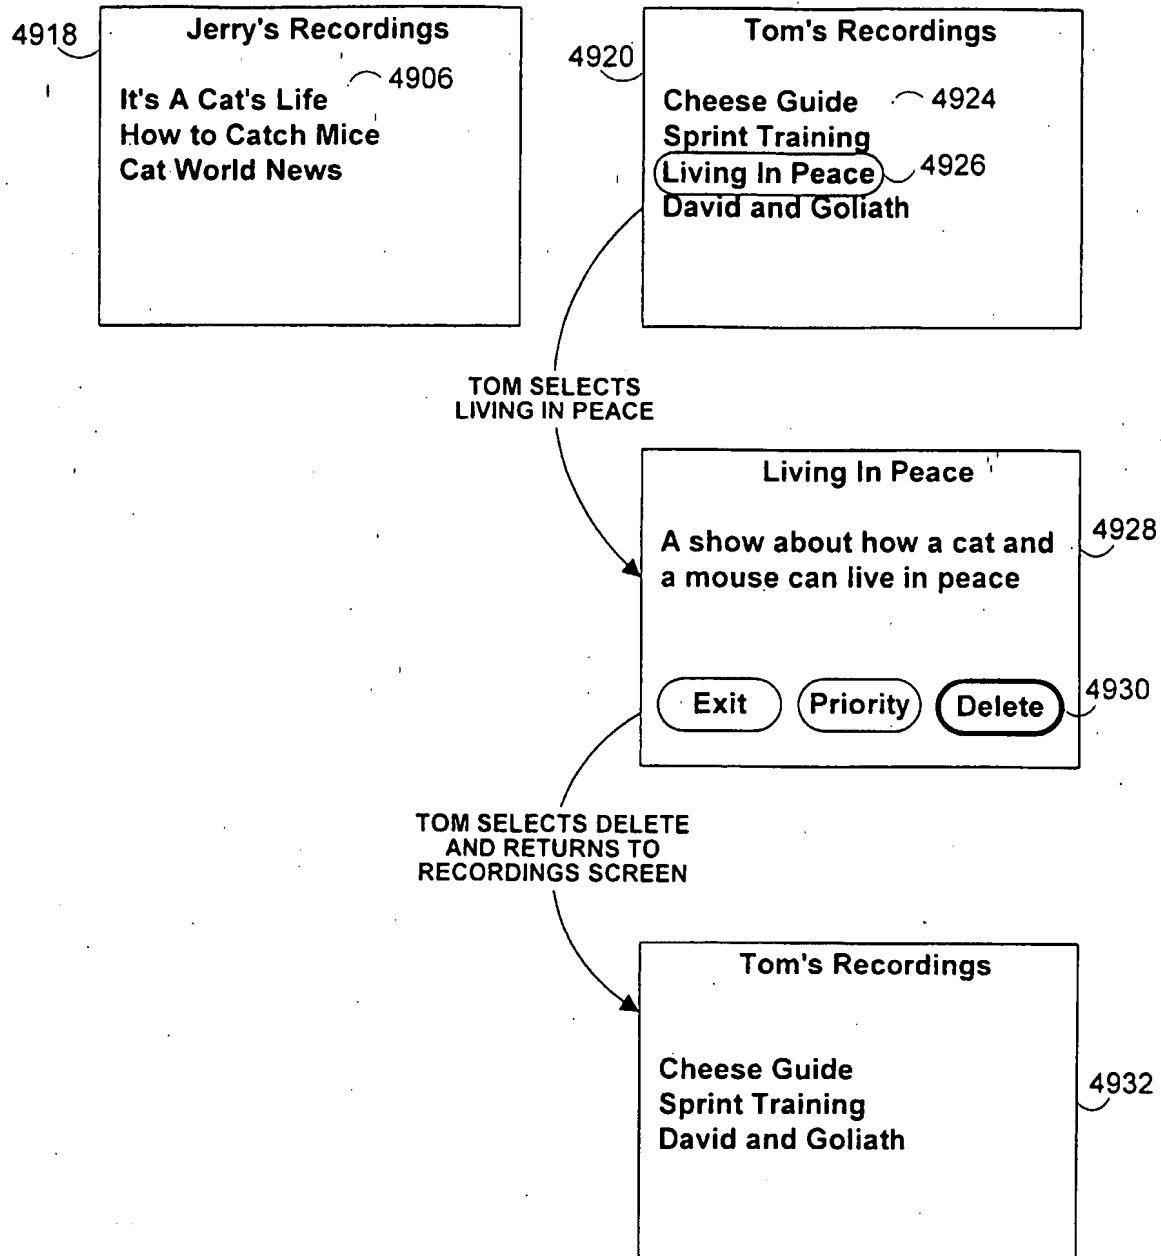 4918
Jerry's Recordings
4906
It's A Cat's Life
How to Catch Mice
Cat World News
4920
Tom's Recordings
Cheese Guide
4924
Sprint Training
Living In Peace
4926
David and Goliath
TOM SELECTS
LIVING IN PEACE
Living In Peace
A show about how a cat and
a mouse can live in peace
4928
Exit
Priority
Delete
4930
TOM SELECTS DELETE
AND RETURNS TO
RECORDINGS SCREEN
Tom's Recordings
Cheese Guide
Sprint Training
David and Goliath
4932